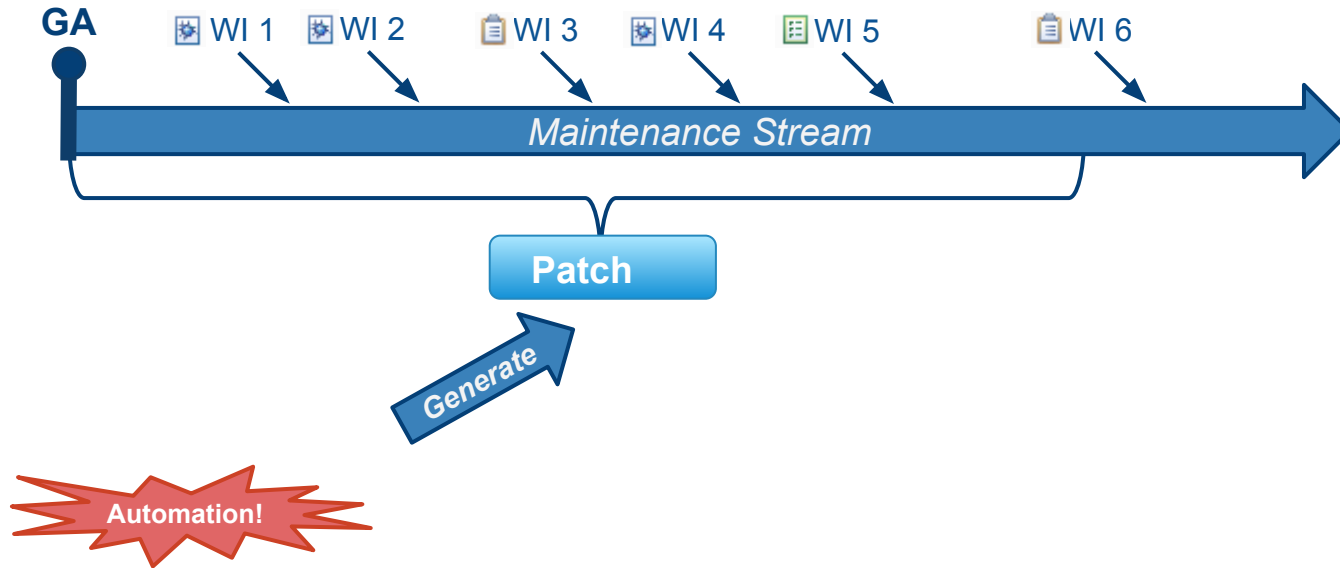 GA
WI 1
WI 2
WI 3
WI 4
WI 5
WI 6
Maintenance Stream
Patch
Generate
Automation!